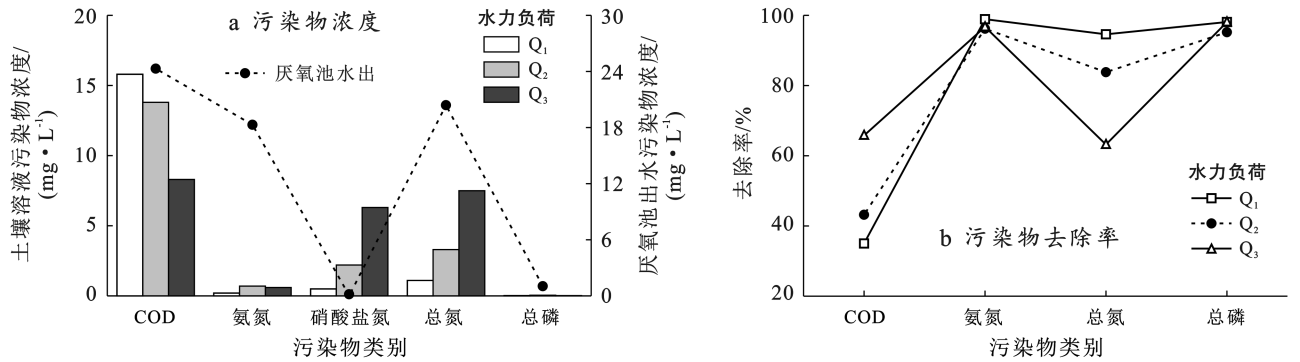 土壤溶液污染物浓度/
(mg·L⁻¹)
20
15
10
5
0
a 污染物浓度
厌氧池水出
水力负荷
Q₁
Q₂
Q₃
30
24
18
12
6
0
厌氧池出水污染物浓度/
(mg·L⁻¹)
COD 氨氮 硝酸盐氮 总氮 总磷
污染物类别
去除率/%
100
80
60
40
20
水力负荷
Q₁
Q₂
Q₃
b 污染物去除率
COD 氨氮 总氮 总磷
污染物类别